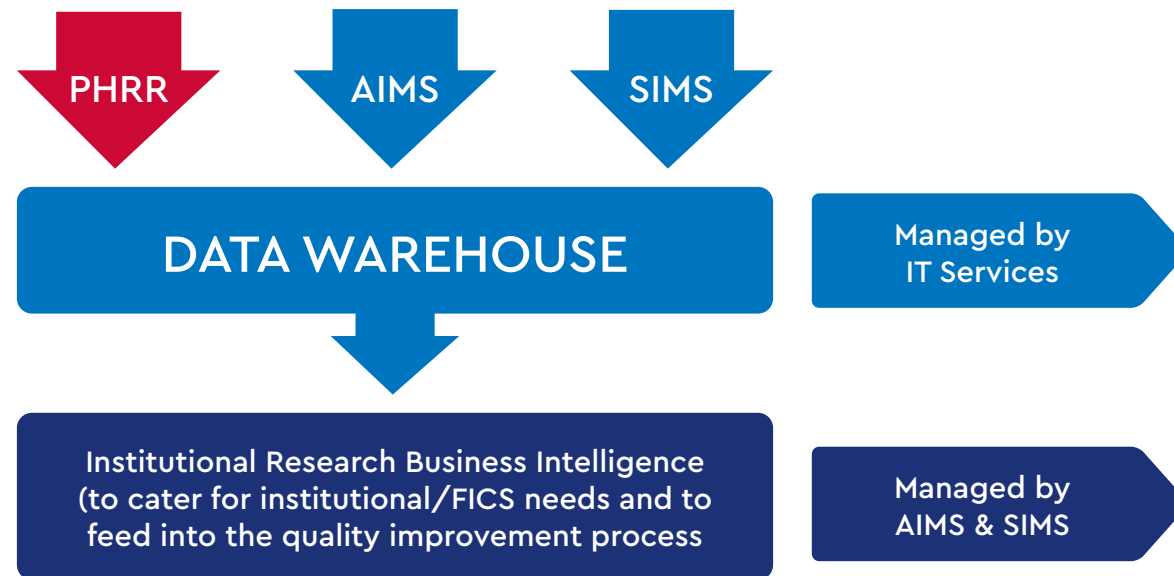 PHRR
AIMS
SIMS
DATA WAREHOUSE
Managed by
IT Services
Institutional Research Business Intelligence
(to cater for institutional/FICS needs and to
feed into the quality improvement process
Managed by
AIMS & SIMS